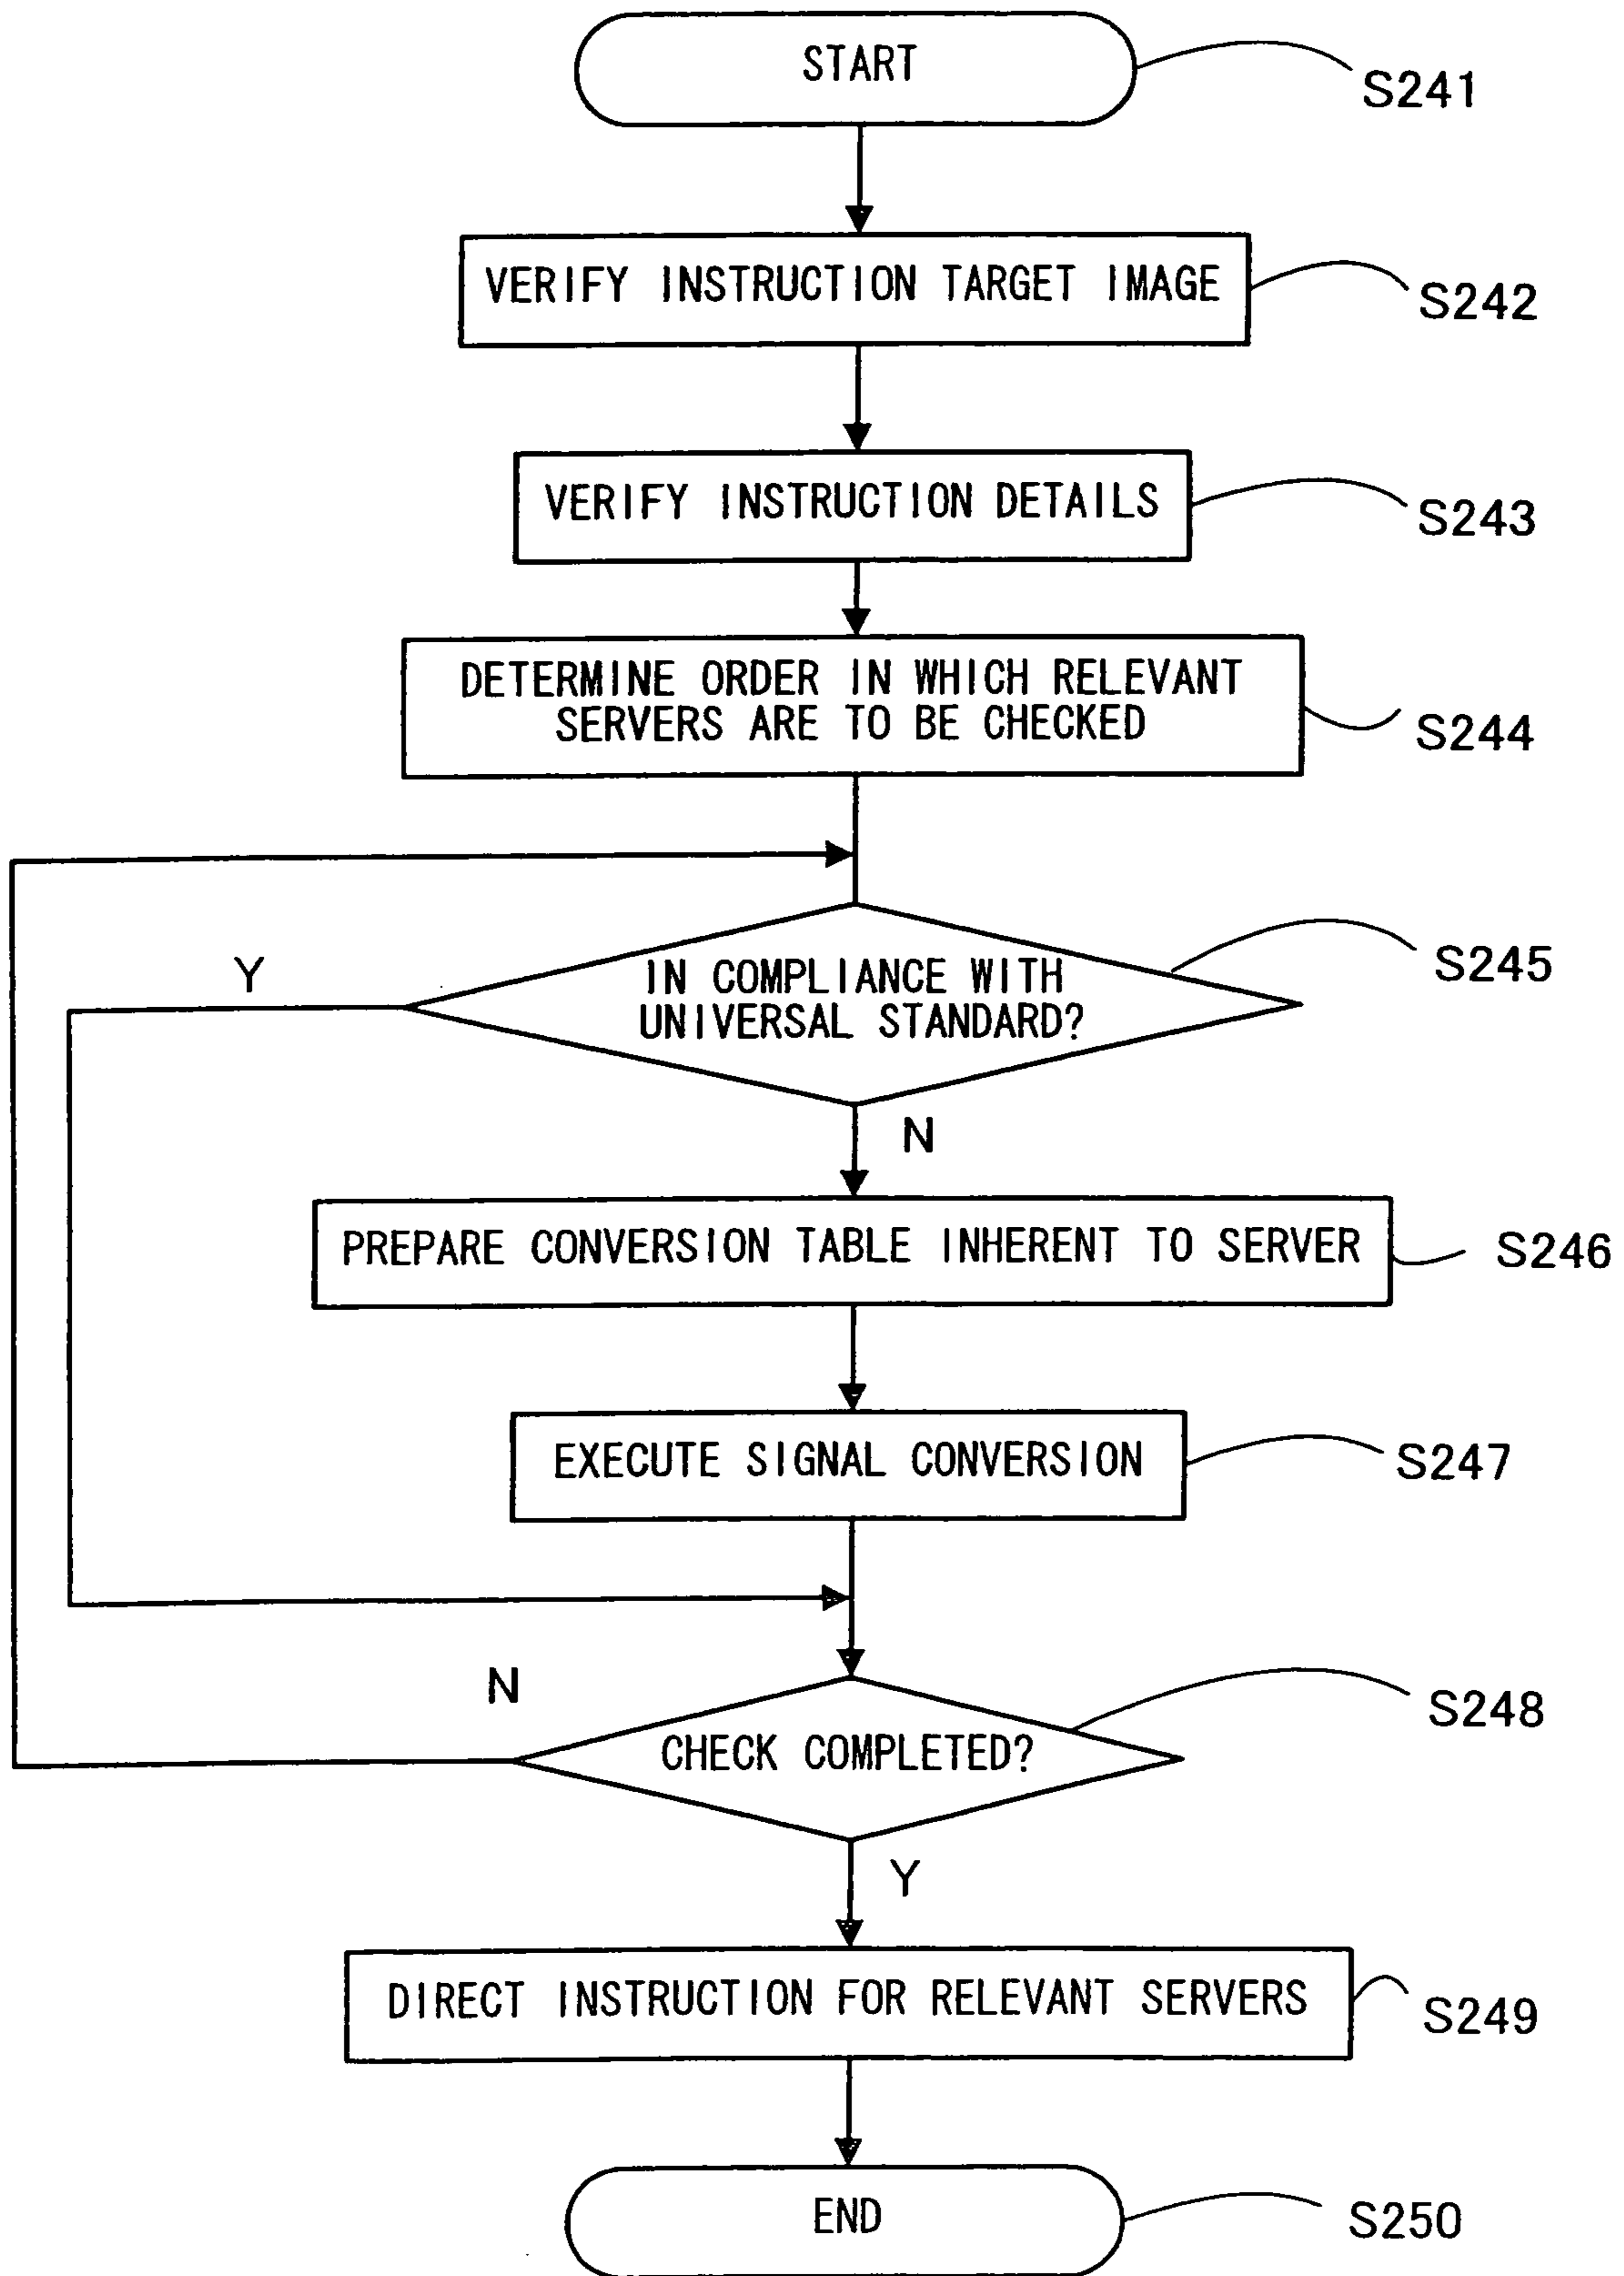 START
S241
VERIFY INSTRUCTION TARGET IMAGE
S242
VERIFY INSTRUCTION DETAILS
S243
DETERMINE ORDER IN WHICH RELEVANT
SERVERS ARE TO BE CHECKED
S244
Y
IN COMPLIANCE WITH
UNIVERSAL STANDARD?
S245
N
PREPARE CONVERSION TABLE INHERENT TO SERVER
S246
EXECUTE SIGNAL CONVERSION
S247
N
CHECK COMPLETED?
S248
Y
DIRECT INSTRUCTION FOR RELEVANT SERVERS
S249
END
S250